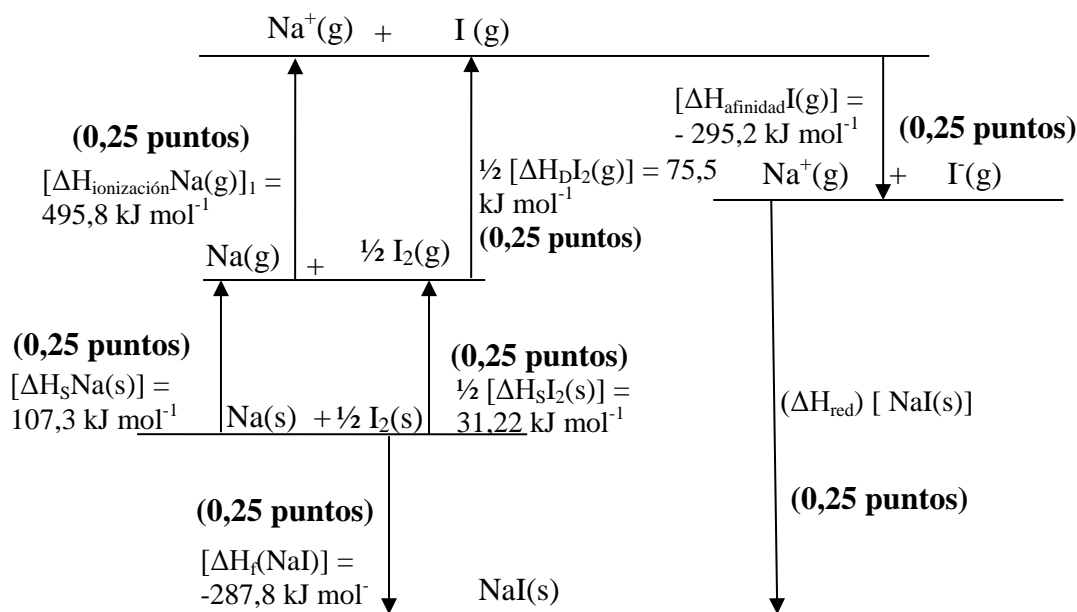 Na⁺(g) + I (g)
[ΔH_afinidad I(g)] =
- 295,2 kJ mol⁻¹
(0,25 puntos)
(0,25 puntos)
[ΔH_ionización Na(g)]₁ =
495,8 kJ mol⁻¹
½ [ΔH_D I₂(g)] = 75,5
kJ mol⁻¹
(0,25 puntos)
Na⁺(g) + I⁻(g)
Na(g) + ½ I₂(g)
(0,25 puntos)
[ΔH_S Na(s)] =
107,3 kJ mol⁻¹
(0,25 puntos)
½ [ΔH_S I₂(s)] =
31,22 kJ mol⁻¹
(ΔH_red) [ NaI(s)]
Na(s) + ½ I₂(s)
(0,25 puntos)
(0,25 puntos)
[ΔH_f(NaI)] =
-287,8 kJ mol⁻
NaI(s)